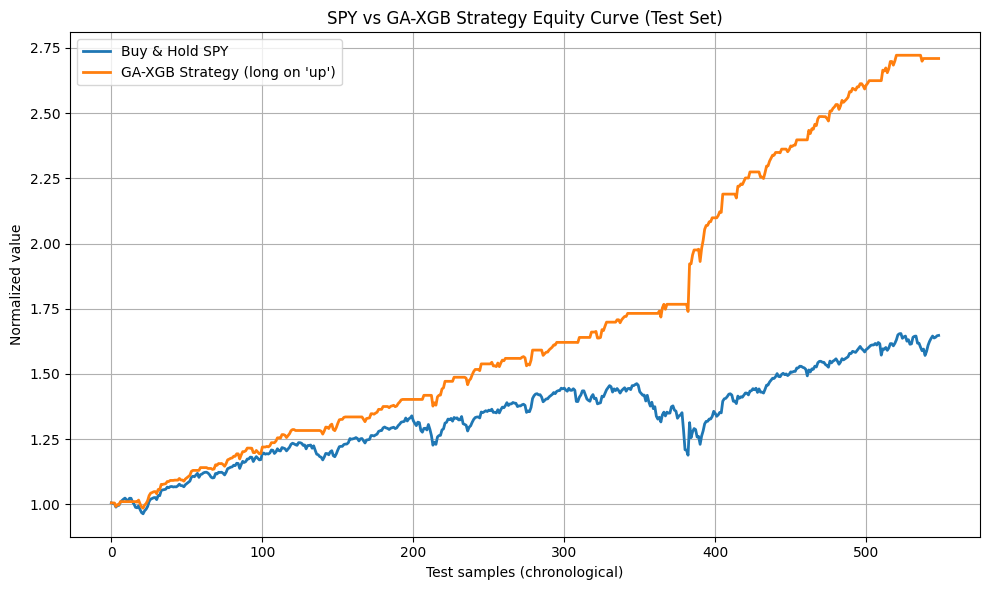 SPY vs GA-XGB Strategy Equity Curve (Test Set)
Buy & Hold SPY
GA-XGB Strategy (long on 'up')
Normalized value
2.75
2.50
2.25
2.00
1.75
1.50
1.25
1.00
0 100 200 300 400 500
Test samples (chronological)